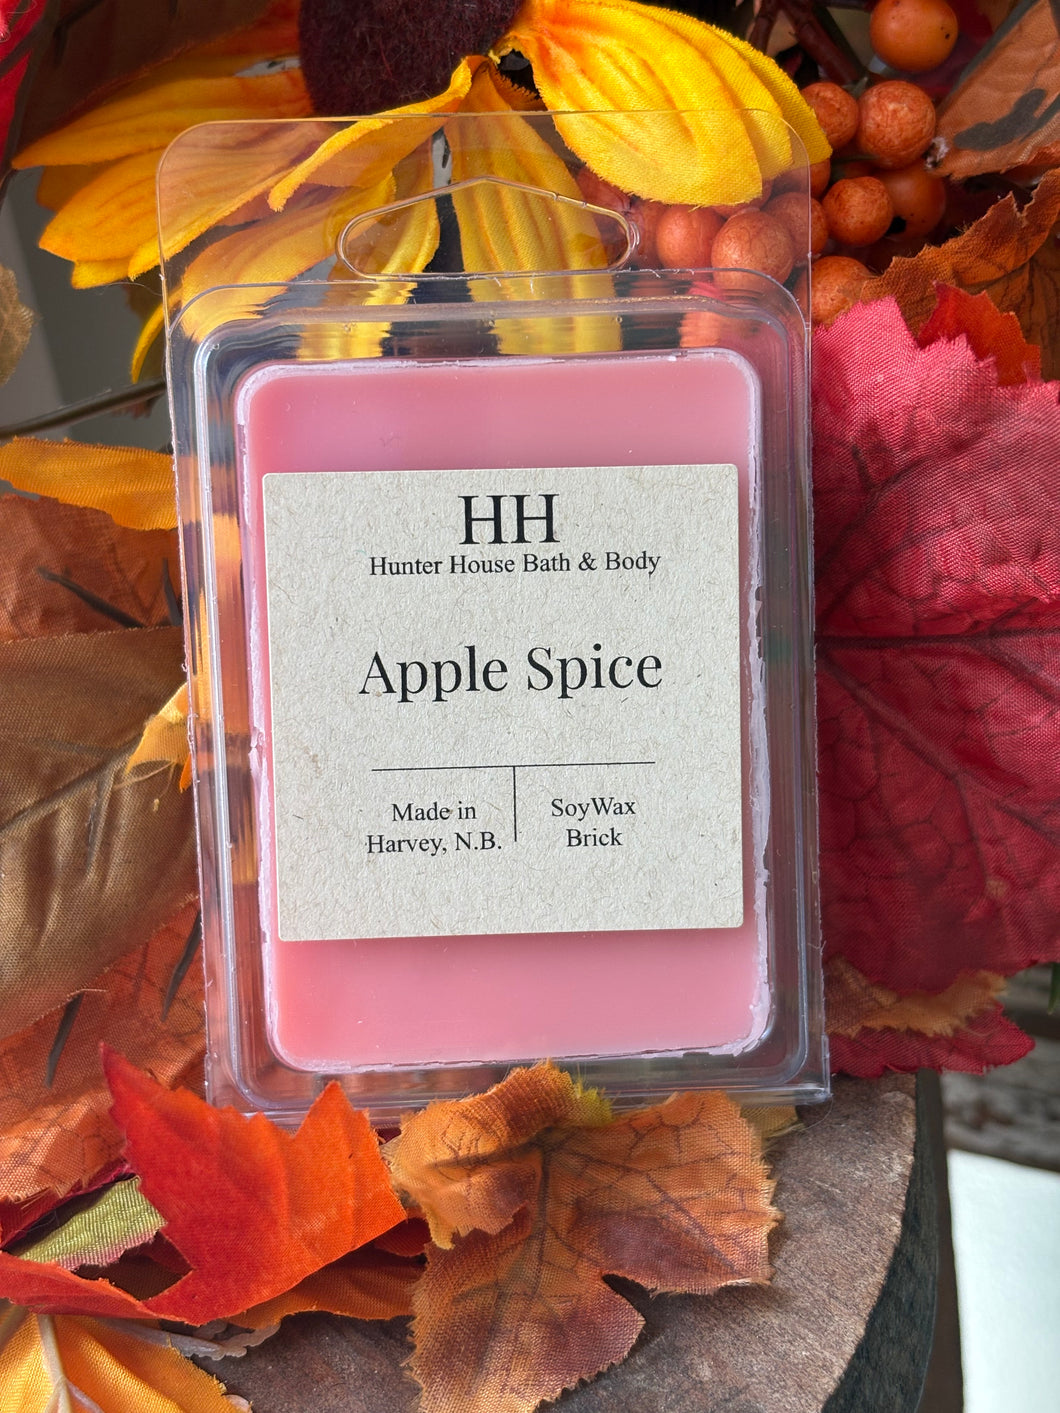 HH
Hunter House Bath & Body
Apple Spice
Made in
Harvey, N.B.
SoyWax
Brick